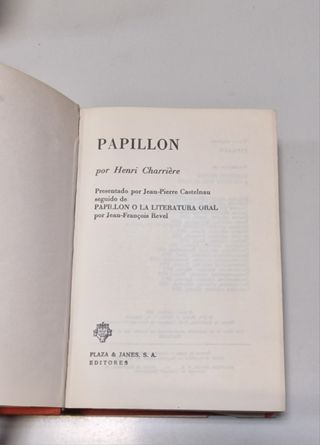 PAPILLON
por Henri Charrière
Presentado por Jean-Pierre Castelnau
seguido de
PAPILLON O LA LITERATURA ORAL
por Jean-François Revel
PLAZA & JANES, S. A.
EDITORES